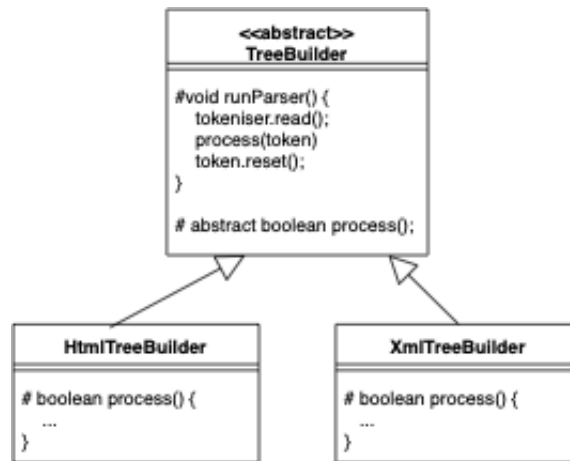 <<abstract>>
TreeBuilder
#void runParser() {
tokeniser.read();
process(token)
token.reset();
}
# abstract boolean process();
HtmlTreeBuilder
# boolean process() {
...
}
XmlTreeBuilder
# boolean process() {
...
}